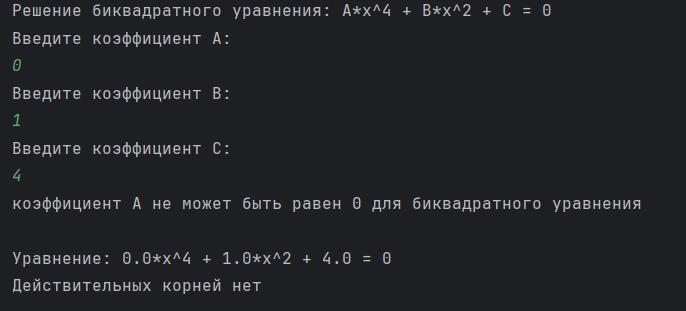 Решение биквадратного уравнения: A*x^4 + B*x^2 + C = 0
Введите коэффициент A:
0
Введите коэффициент B:
1
Введите коэффициент C:
4
коэффициент A не может быть равен 0 для биквадратного уравнения
Уравнение: 0.0*x^4 + 1.0*x^2 + 4.0 = 0
Действительных корней нет